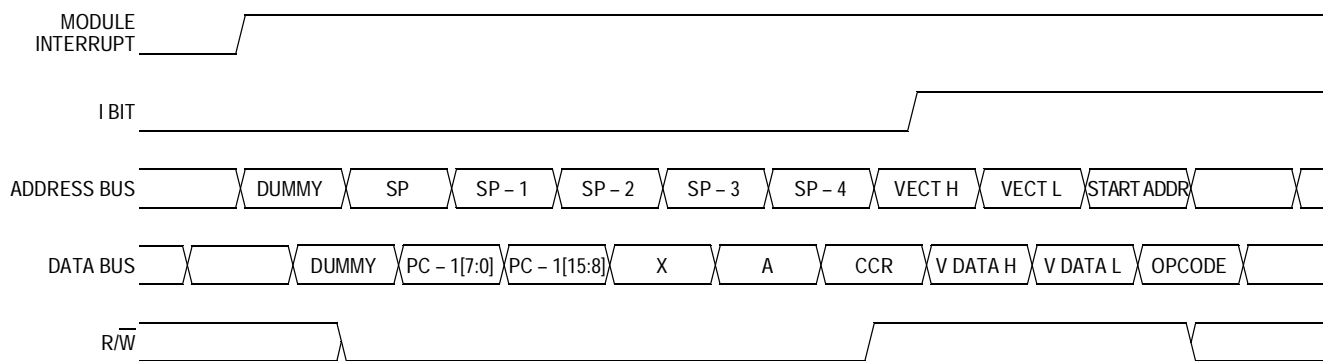 MODULE
INTERRUPT
I BIT
ADDRESS BUS DUMMY SP SP – 1 SP – 2 SP – 3 SP – 4 VECT H VECT L START ADDR
DATA BUS DUMMY PC – 1[7:0] PC – 1[15:8] X A CCR V DATA H V DATA L OPCODE
R/W̅